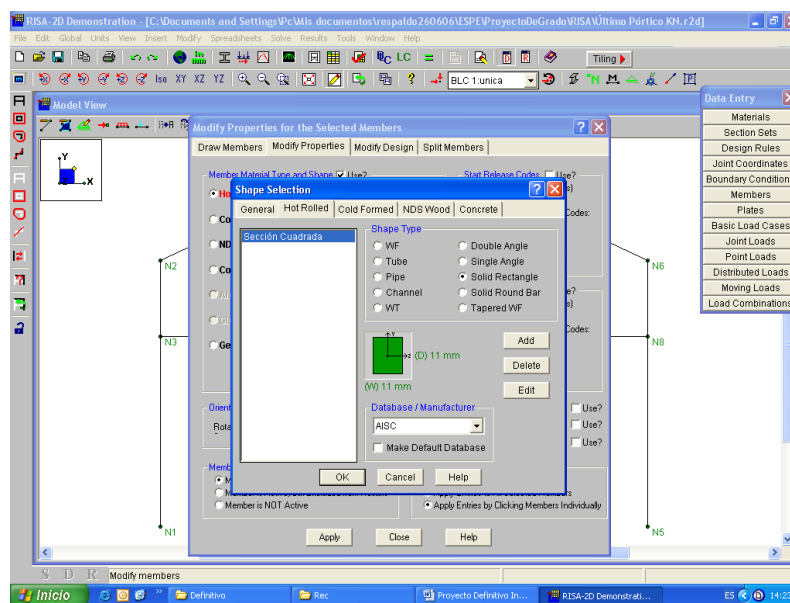 RISA-2D Demonstration - [C:\Documents and Settings\Pc\Mis documentos\respaldo260606\ESPE\ProyectoDeGrado\RISA\Último Pórtico KN.r2d]
File Edit Global Units View Insert Modify Spreadsheets Solve Results Tools Window Help
LC
Tiling
Iso XY XZ YZ
BLC 1:unica
Model View
Data Entry
Materials
Section Sets
Design Rules
Joint Coordinates
Boundary Condition
Members
Plates
Basic Load Cases
Joint Loads
Point Loads
Distributed Loads
Moving Loads
Load Combinations
Y
X
N2
N3
N1
N6
N8
N5
Modify Properties for the Selected Members
Draw Members Modify Properties Modify Design Split Members
Member Material Type and Shape Use?
Start Release Codes Use?
Codes:
Codes:
Use?
Use?
Use?
Member is NOT Active
Apply Entries by Clicking Members Individually
Apply Close Help
Shape Selection
General Hot Rolled Cold Formed NDS Wood Concrete
Sección Cuadrada
Shape Type
WF
Tube
Pipe
Channel
WT
Double Angle
Single Angle
Solid Rectangle
Solid Round Bar
Tapered WF
Y
z
(D) 11 mm
(W) 11 mm
Add
Delete
Edit
Database / Manufacturer
AISC
Make Default Database
OK Cancel Help
S D R Modify members
Inicio
Definitivo
Rec
Proyecto Definitivo In...
RISA-2D Demonstrati...
ES
14:23